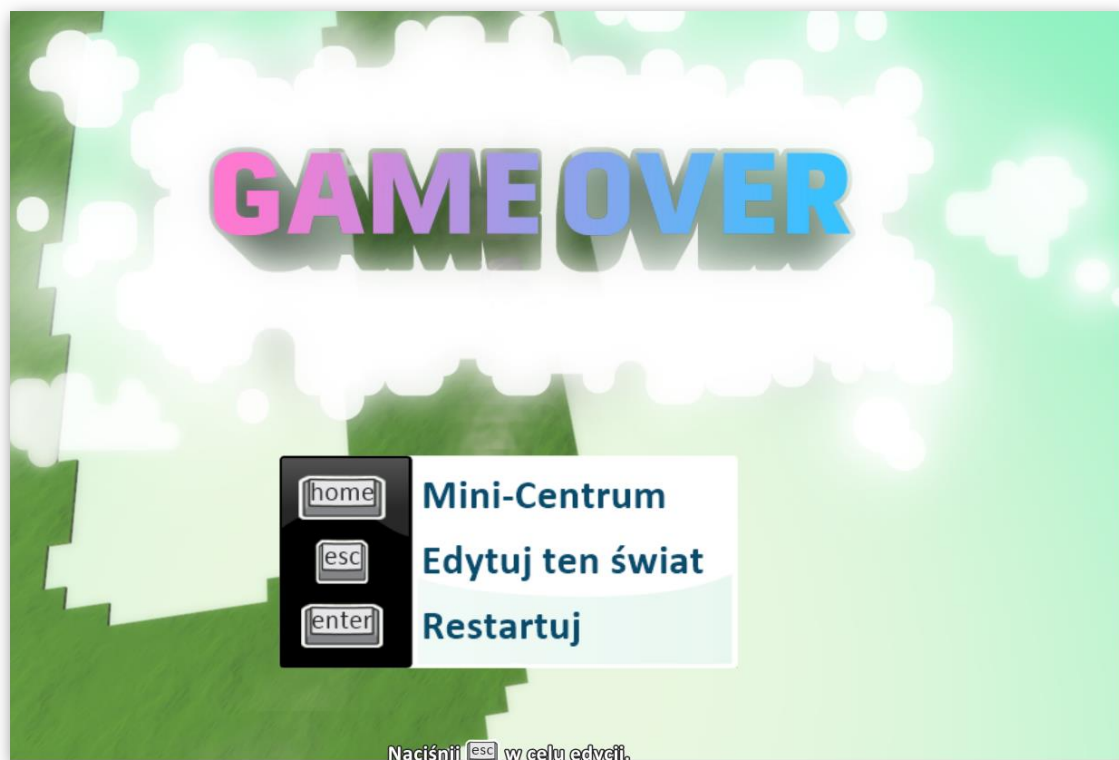 GAME OVER
home Mini-Centrum
esc Edytuj ten świat
enter Restartuj
Naciśnij esc w celu edycji.